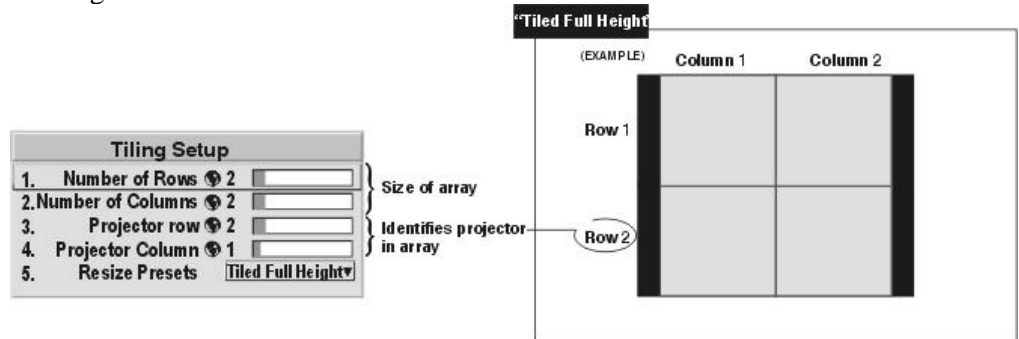 "Tiled Full Height
(EXAMPLE)
Column 1 Column 2
Row 1
Row 2
Tiling Setup
1. Number of Rows 2
2. Number of Columns 2
3. Projector row 2
4. Projector Column 1
5. Resize Presets Tiled Full Height▾
Size of array
Identifies projector
in array